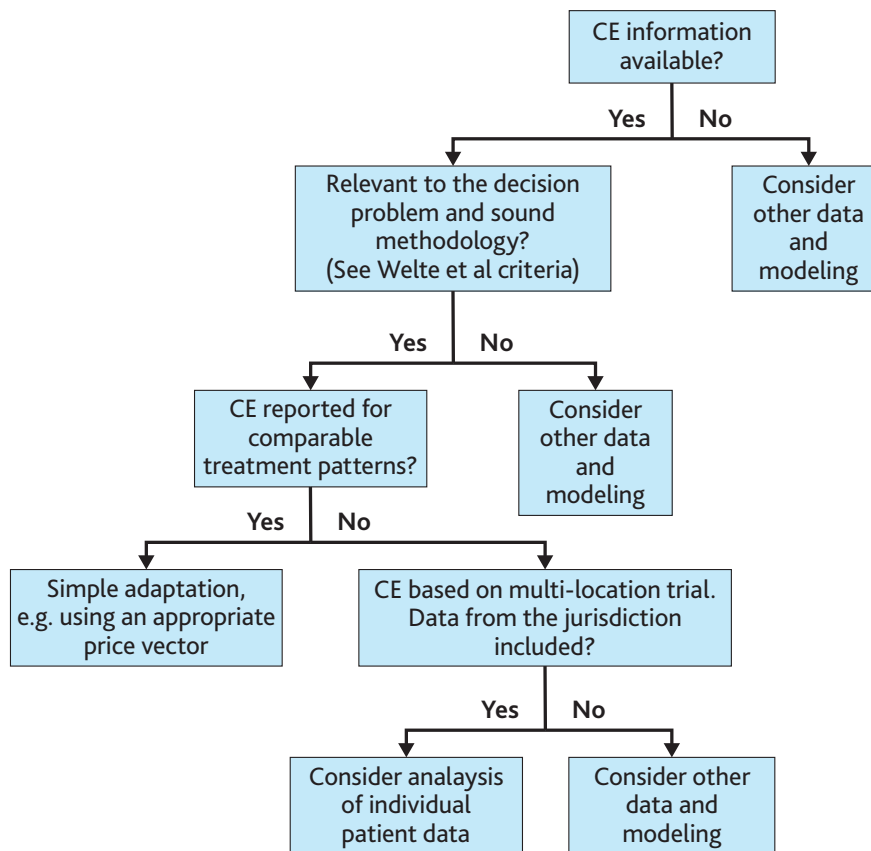 CE information
available?
Yes
No
Relevant to the decision
problem and sound
methodology?
(See Welte et al criteria)
Consider
other data
and
modeling
Yes
No
CE reported for
comparable
treatment patterns?
Consider
other data
and
modeling
Yes
No
Simple adaptation,
e.g. using an appropriate
price vector
CE based on multi-location trial.
Data from the jurisdiction
included?
Yes
No
Consider analaysis
of individual
patient data
Consider other
data and
modeling